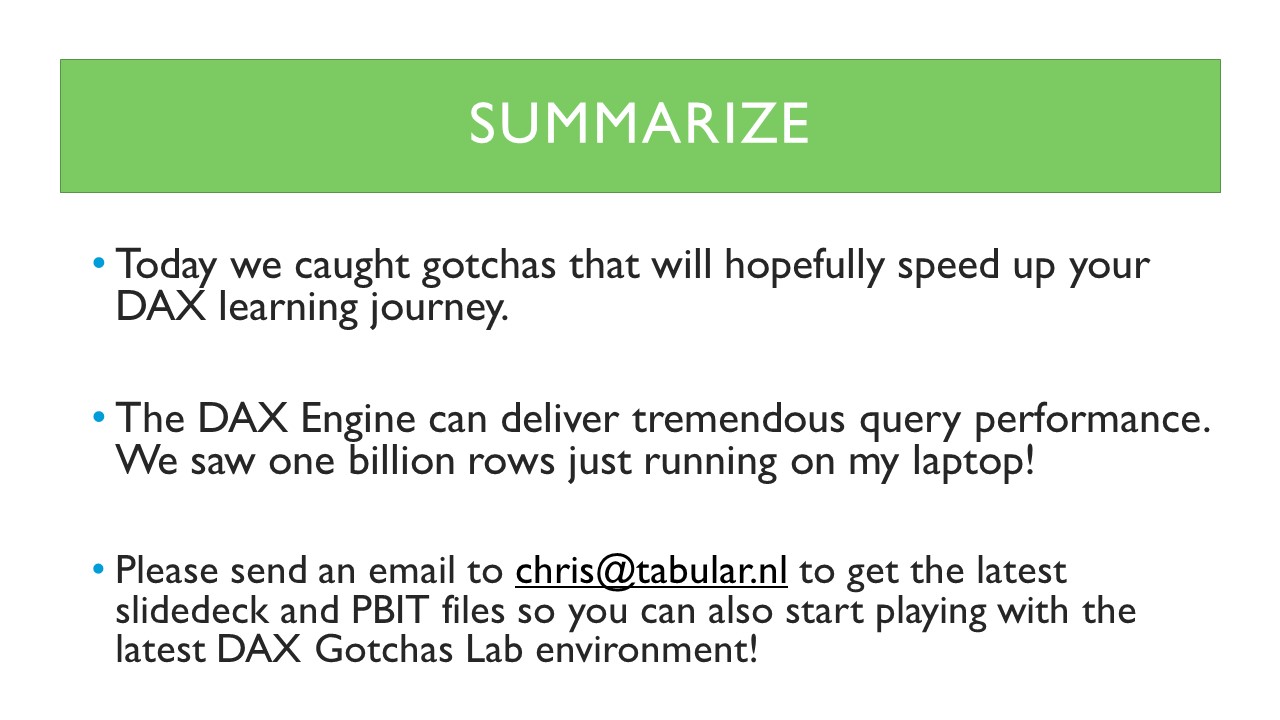 SUMMARIZE
• Today we caught gotchas that will hopefully speed up your
DAX learning journey.
• The DAX Engine can deliver tremendous query performance.
We saw one billion rows just running on my laptop!
• Please send an email to chris@tabular.nl to get the latest
slidedeck and PBIT files so you can also start playing with the
latest DAX Gotchas Lab environment!